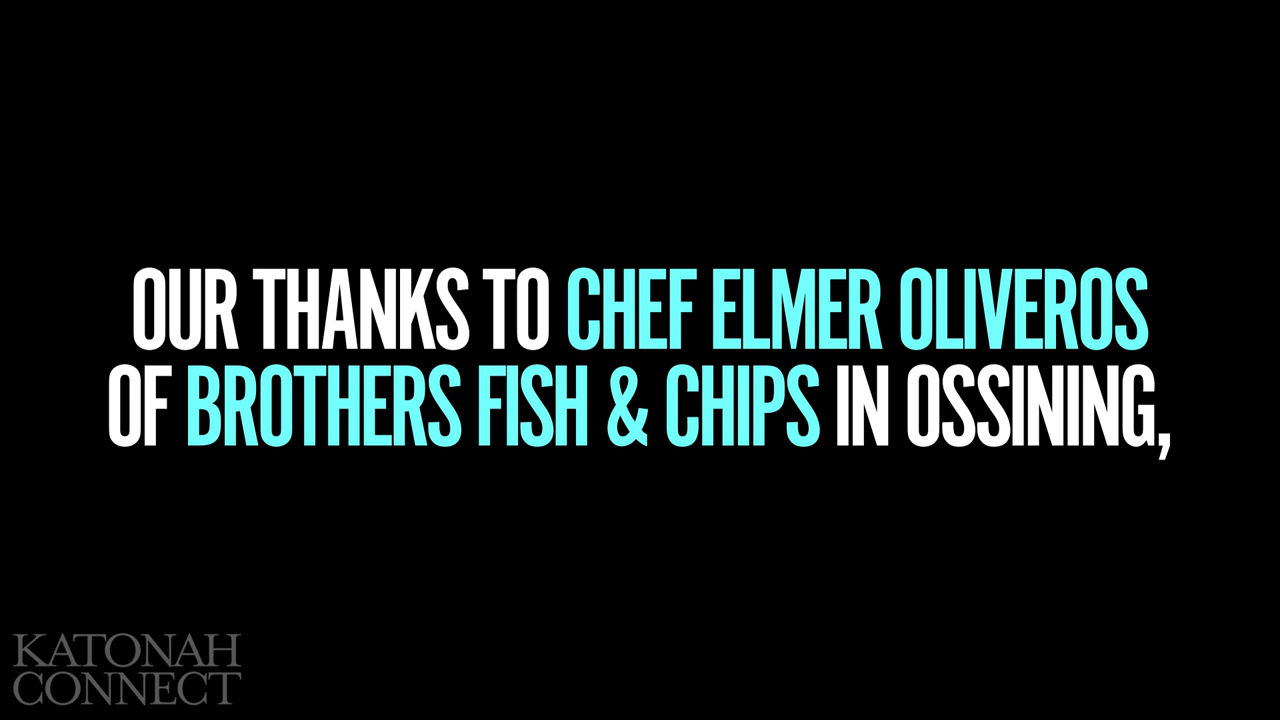 OUR THANKS TO CHEF ELMER OLIVEROS
OF BROTHERS FISH & CHIPS IN OSSINING,
KATONAH
CONNECT